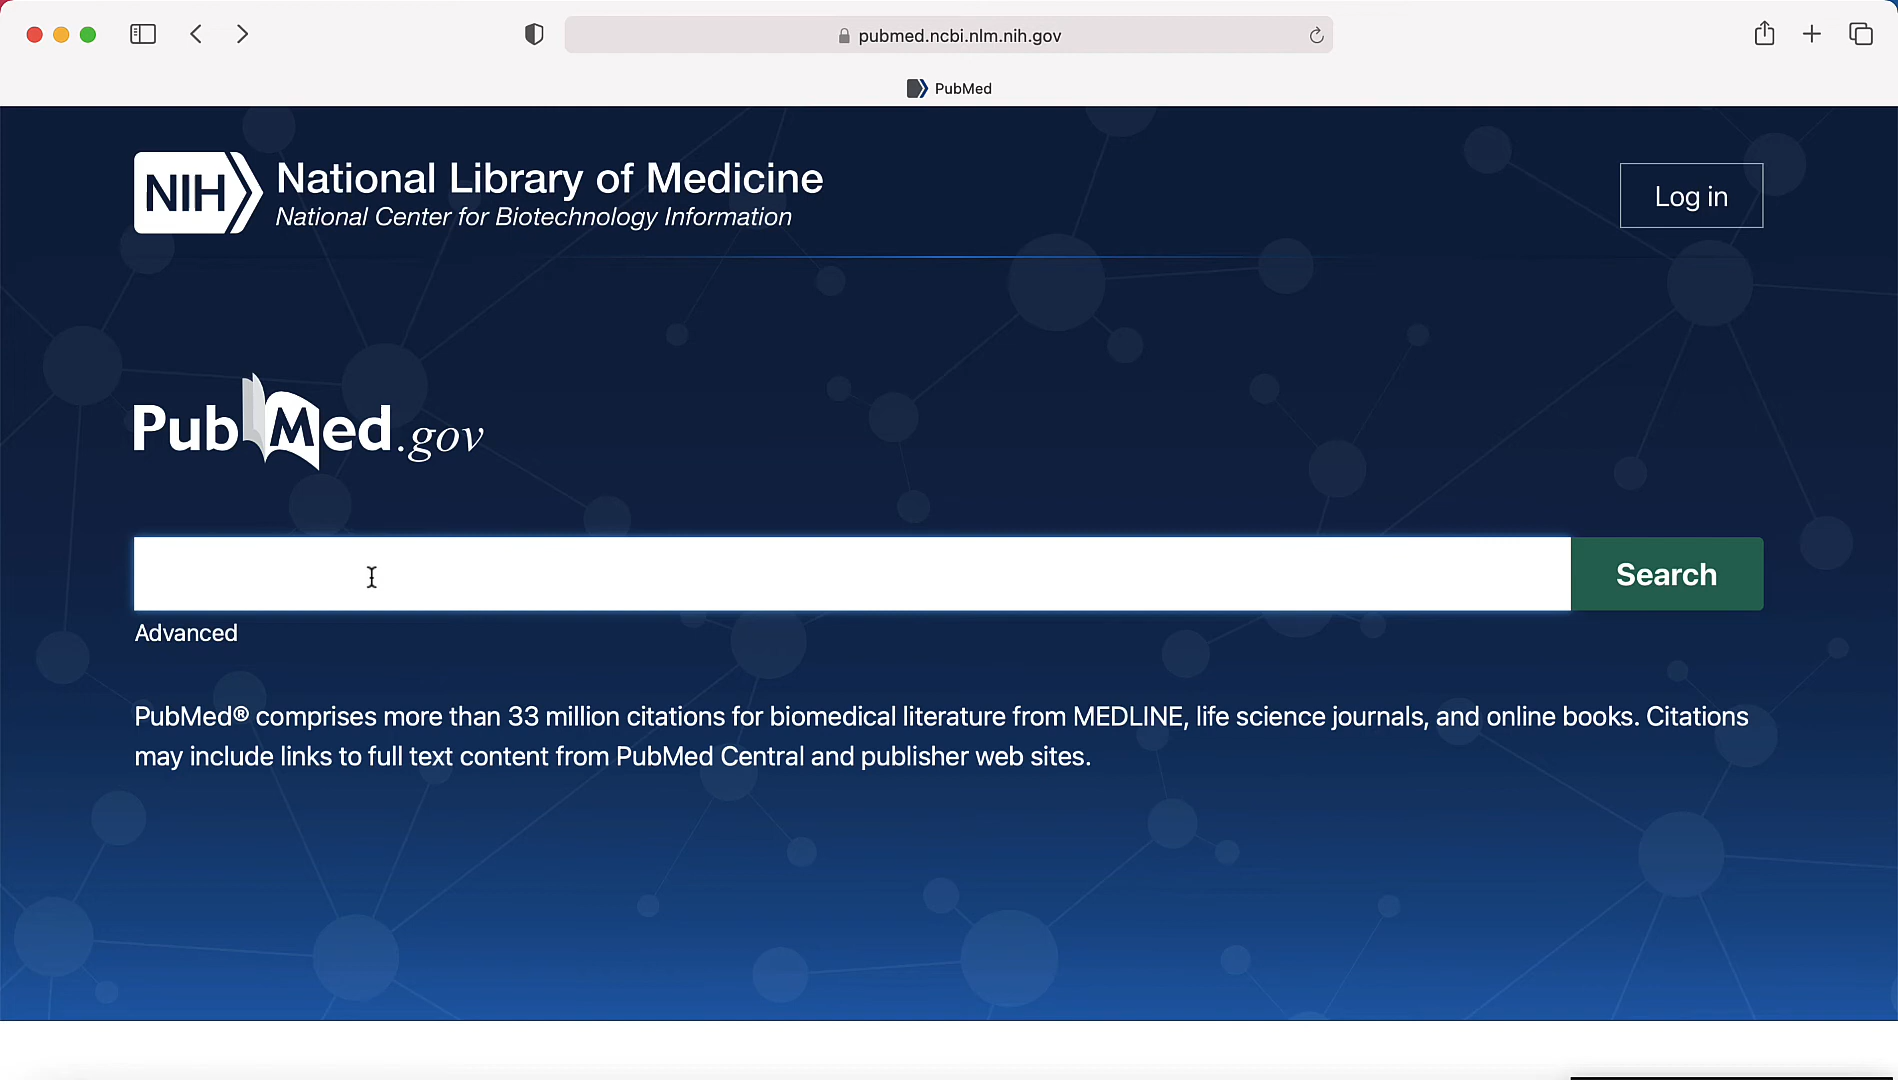 pubmed.ncbi.nlm.nih.gov
PubMed
NIH
National Library of Medicine
National Center for Biotechnology Information
Log in
PubMed.gov
Search
Advanced
PubMed® comprises more than 33 million citations for biomedical literature from MEDLINE, life science journals, and online books. Citations
may include links to full text content from PubMed Central and publisher web sites.